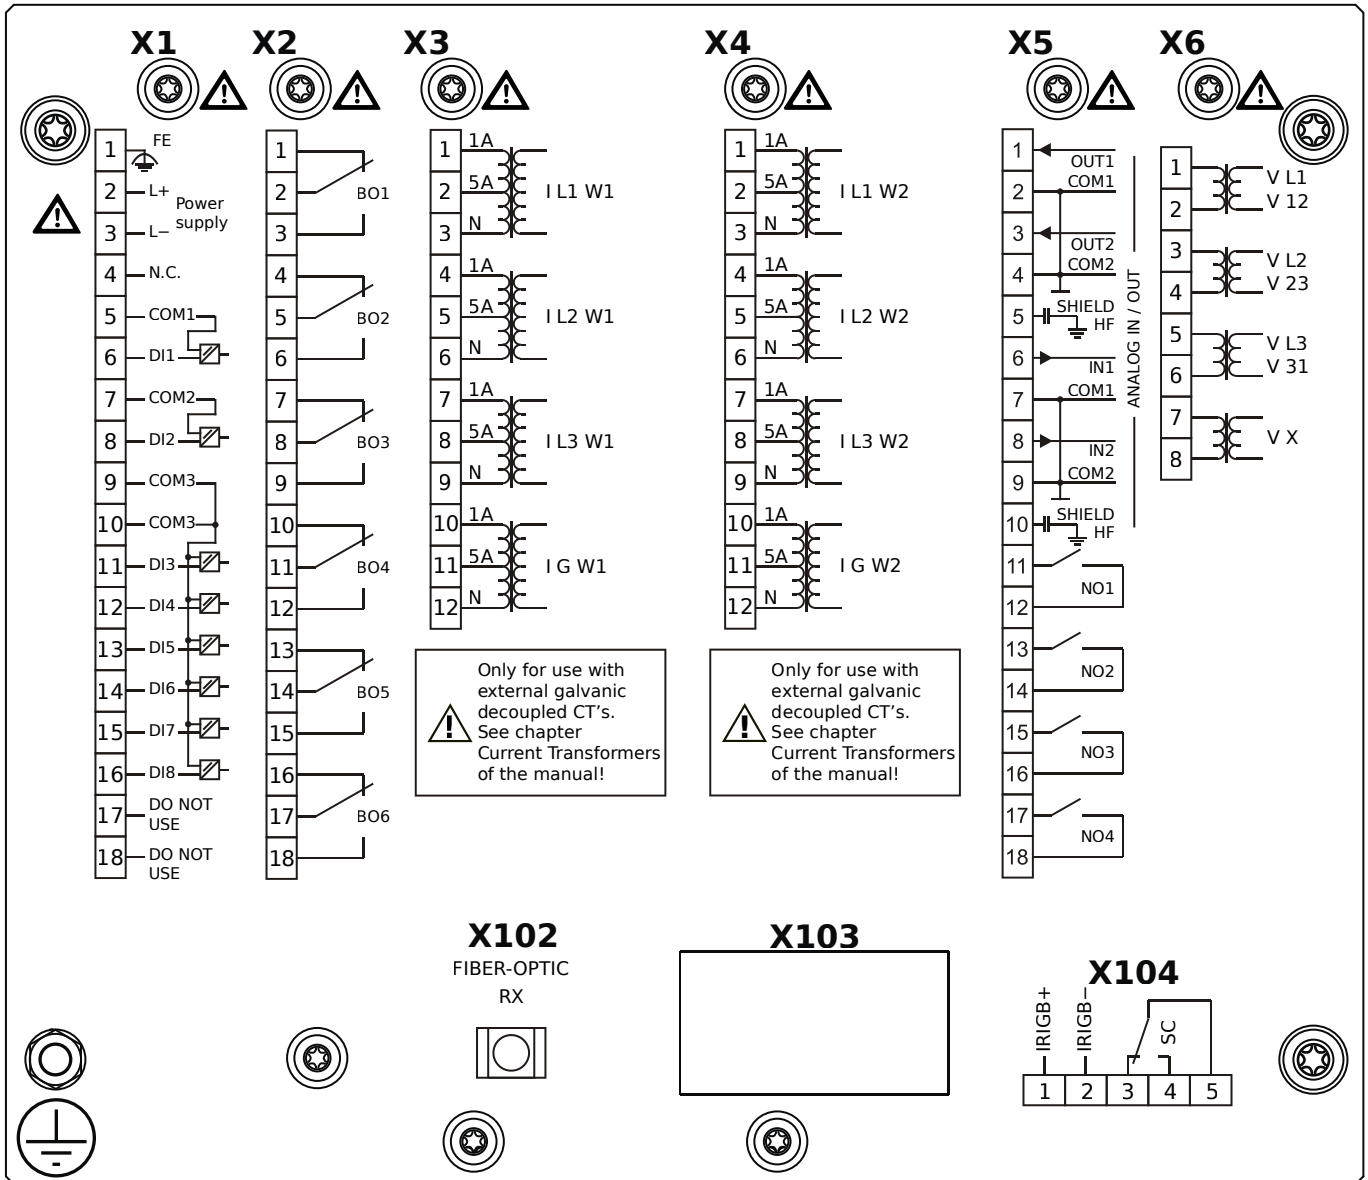 X1
X2
X3
X4
X5
X6
1 FE
2 L+
Power
supply
3 L−
4 N.C.
5 COM1
6 DI1
7 COM2
8 DI2
9 COM3
10 COM3
11 DI3
12 DI4
13 DI5
14 DI6
15 DI7
16 DI8
17 DO NOT
USE
18 DO NOT
USE
1
2 BO1
3
4
5 BO2
6
7
8 BO3
9
10
11 BO4
12
13
14 BO5
15
16
17 BO6
18
1 1A
2 5A I L1 W1
3 N
4 1A
5 5A I L2 W1
6 N
7 1A
8 5A I L3 W1
9 N
10 1A
11 5A I G W1
12 N
Only for use with
external galvanic
decoupled CT's.
See chapter
Current Transformers
of the manual!
1 1A
2 5A I L1 W2
3 N
4 1A
5 5A I L2 W2
6 N
7 1A
8 5A I L3 W2
9 N
10 1A
11 5A I G W2
12 N
Only for use with
external galvanic
decoupled CT's.
See chapter
Current Transformers
of the manual!
1 OUT1
2 COM1
3 OUT2
4 COM2
5 SHIELD
HF
6 IN1
7 COM1
8 IN2
9 COM2
10 SHIELD
HF
ANALOG IN / OUT
11
NO1
12
13
NO2
14
15
NO3
16
17
NO4
18
1 V L1
2 V 12
3 V L2
4 V 23
5 V L3
6 V 31
7
V X
8
X102
FIBER-OPTIC
RX
X103
X104
IRIGB+
IRIGB−
SC
1 2 3 4 5